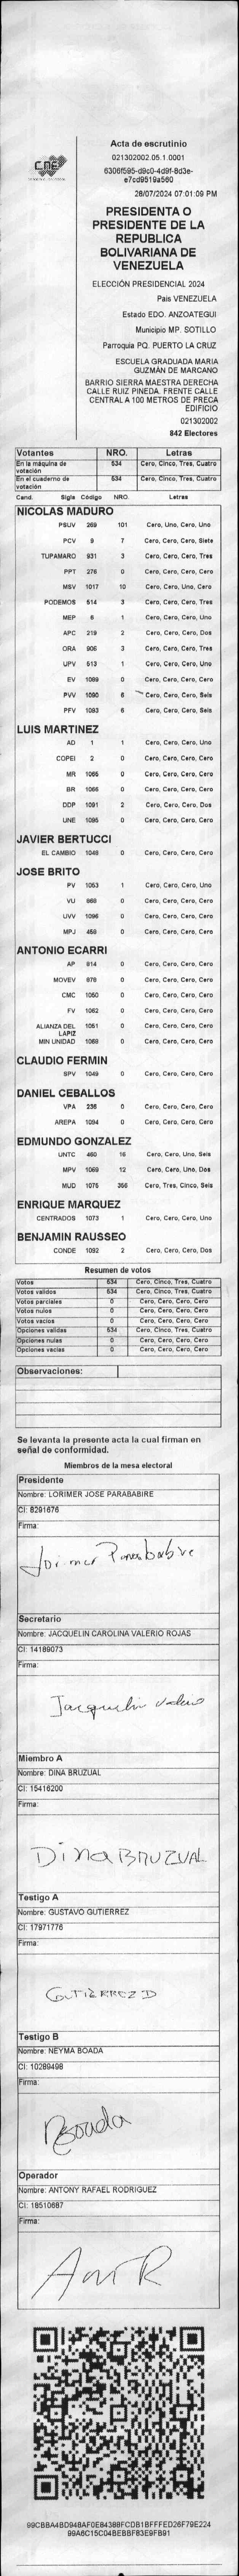 CNE
Acta de escrutinio
021302002.05.1.0001
6306f595-d9c0-4d9f-8d3e-
e7cd9519a560
28/07/2024 07:01:09 PM
PRESIDENTA O
PRESIDENTE DE LA
REPUBLICA
BOLIVARIANA DE
VENEZUELA
ELECCIÓN PRESIDENCIAL 2024
Pais VENEZUELA
Estado EDO. ANZOATEGUI
Municipio MP. SOTILLO
Parroquia PQ. PUERTO LA CRUZ
ESCUELA GRADUADA MARIA
GUZMÁN DE MARCANO
BARRIO SIERRA MAESTRA DERECHA
CALLE RUIZ PINEDA. FRENTE CALLE
CENTRAL A 100 METROS DE PRECA
EDIFICIO
021302002
842 Electores
Votantes NRO. Letras
En la máquina de votación 534 Cero, Cinco, Tres, Cuatro
En el cuaderno de votación 534 Cero, Cinco, Tres, Cuatro
Cand. Sigla Código NRO. Letras
NICOLAS MADURO
PSUV 269 101 Cero, Uno, Cero, Uno
PCV 9 7 Cero, Cero, Cero, Siete
TUPAMARO 931 3 Cero, Cero, Cero, Tres
PPT 276 0 Cero, Cero, Cero, Cero
MSV 1017 10 Cero, Cero, Uno, Cero
PODEMOS 514 3 Cero, Cero, Cero, Tres
MEP 6 1 Cero, Cero, Cero, Uno
APC 219 2 Cero, Cero, Cero, Dos
ORA 906 3 Cero, Cero, Cero, Tres
UPV 513 1 Cero, Cero, Cero, Uno
EV 1089 0 Cero, Cero, Cero, Cero
PVV 1090 6 Cero, Cero, Cero, Seis
PFV 1093 6 Cero, Cero, Cero, Seis
LUIS MARTINEZ
AD 1 1 Cero, Cero, Cero, Uno
COPEI 2 0 Cero, Cero, Cero, Cero
MR 1065 0 Cero, Cero, Cero, Cero
BR 1066 0 Cero, Cero, Cero, Cero
DDP 1091 2 Cero, Cero, Cero, Dos
UNE 1095 0 Cero, Cero, Cero, Cero
JAVIER BERTUCCI
EL CAMBIO 1048 0 Cero, Cero, Cero, Cero
JOSE BRITO
PV 1053 1 Cero, Cero, Cero, Uno
VU 868 0 Cero, Cero, Cero, Cero
UVV 1096 0 Cero, Cero, Cero, Cero
MPJ 458 0 Cero, Cero, Cero, Cero
ANTONIO ECARRI
AP 814 0 Cero, Cero, Cero, Cero
MOVEV 878 0 Cero, Cero, Cero, Cero
CMC 1050 0 Cero, Cero, Cero, Cero
FV 1062 0 Cero, Cero, Cero, Cero
ALIANZA DEL LAPIZ 1051 0 Cero, Cero, Cero, Cero
MIN UNIDAD 1069 0 Cero, Cero, Cero, Cero
CLAUDIO FERMIN
SPV 1049 0 Cero, Cero, Cero, Cero
DANIEL CEBALLOS
VPA 236 0 Cero, Cero, Cero, Cero
AREPA 1094 0 Cero, Cero, Cero, Cero
EDMUNDO GONZALEZ
UNTC 460 16 Cero, Cero, Uno, Seis
MPV 1069 12 Cero, Cero, Uno, Dos
MUD 1075 356 Cero, Tres, Cinco, Seis
ENRIQUE MARQUEZ
CENTRADOS 1073 1 Cero, Cero, Cero, Uno
BENJAMIN RAUSSEO
CONDE 1092 2 Cero, Cero, Cero, Dos
Resumen de votos
Votos 534 Cero, Cinco, Tres, Cuatro
Votos validos 534 Cero, Cinco, Tres, Cuatro
Votos parciales 0 Cero, Cero, Cero, Cero
Votos nulos 0 Cero, Cero, Cero, Cero
Votos vacios 0 Cero, Cero, Cero, Cero
Opciones validas 534 Cero, Cinco, Tres, Cuatro
Opciones nulas 0 Cero, Cero, Cero, Cero
Opciones vacias 0 Cero, Cero, Cero, Cero
Observaciones:
Se levanta la presente acta la cual firman en
señal de conformidad.
Miembros de la mesa electoral
Presidente
Nombre: LORIMER JOSE PARABABIRE
CI: 8291676
Firma:
Secretario
Nombre: JACQUELIN CAROLINA VALERIO ROJAS
CI: 14189073
Firma:
Jacquelin Valerio
Miembro A
Nombre: DINA BRUZUAL
CI: 15416200
Firma:
Dina BRUZUAL
Testigo A
Nombre: GUSTAVO GUTIERREZ
CI: 17971776
Firma:
GUTIERREZ D
Testigo B
Nombre: NEYMA BOADA
CI: 10289498
Firma:
Boada
Operador
Nombre: ANTONY RAFAEL RODRIGUEZ
CI: 18510687
Firma:
99CBBA4BD948AF0E84388FCDB1BFFFED26F79E224
99A6C15C04BEBBF83E9FB91